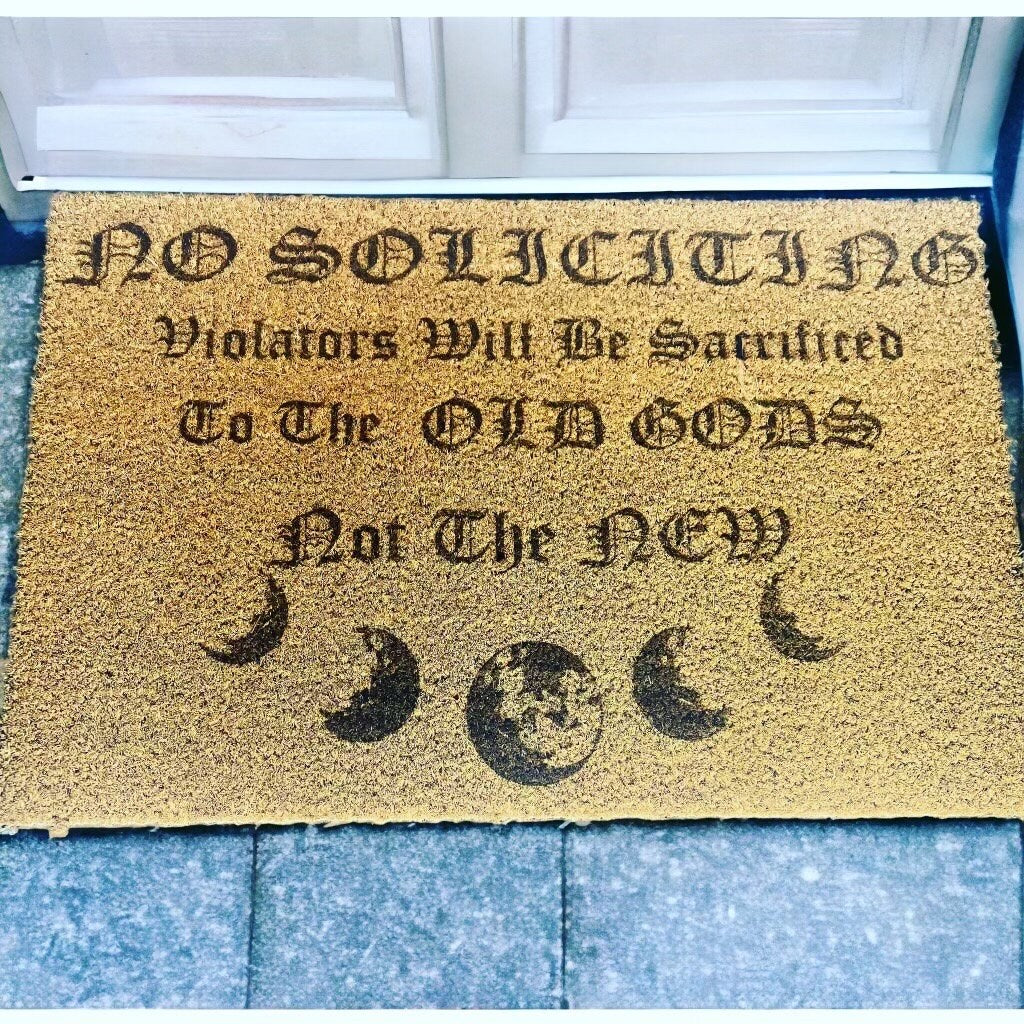 NO SOLICITING
Violators Will Be Sacrificed
To The OLD GODS
Not The NEW